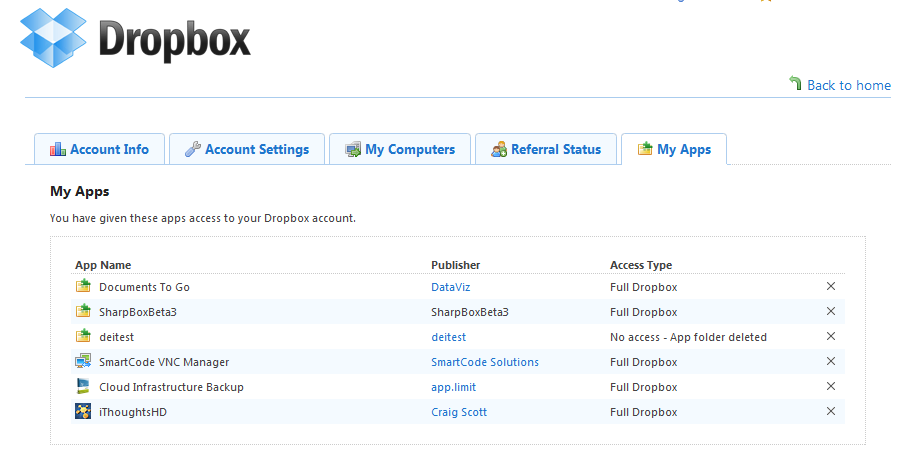 Dropbox
Back to home
Account Info Account Settings My Computers Referral Status My Apps
My Apps
You have given these apps access to your Dropbox account.
App Name Publisher Access Type
Documents To Go DataViz Full Dropbox
SharpBoxBeta3 SharpBoxBeta3 Full Dropbox
deitest deitest No access - App folder deleted
SmartCode VNC Manager SmartCode Solutions Full Dropbox
Cloud Infrastructure Backup app.limit Full Dropbox
iThoughtsHD Craig Scott Full Dropbox